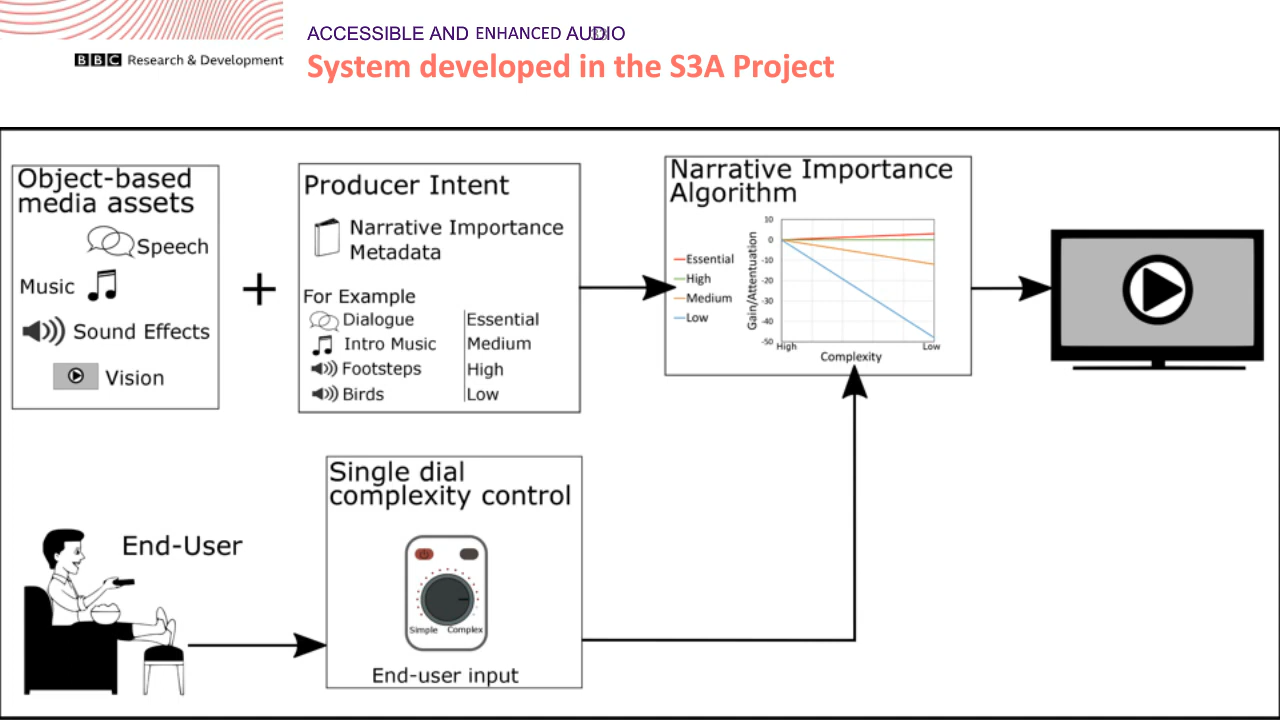 ACCESSIBLE AND ENHANCED AUDIO
BBC Research & Development
System developed in the S3A Project
Object-based
media assets
Speech
Music
Sound Effects
Vision
+
Producer Intent
Narrative Importance
Metadata
For Example
Dialogue Essential
Intro Music Medium
Footsteps High
Birds Low
Narrative Importance
Algorithm
Essential
High
Medium
Low
Gain/Attentuation
10
0
-10
-20
-30
-40
-50
High Low
Complexity
End-User
Single dial
complexity control
Simple Complex
End-user input